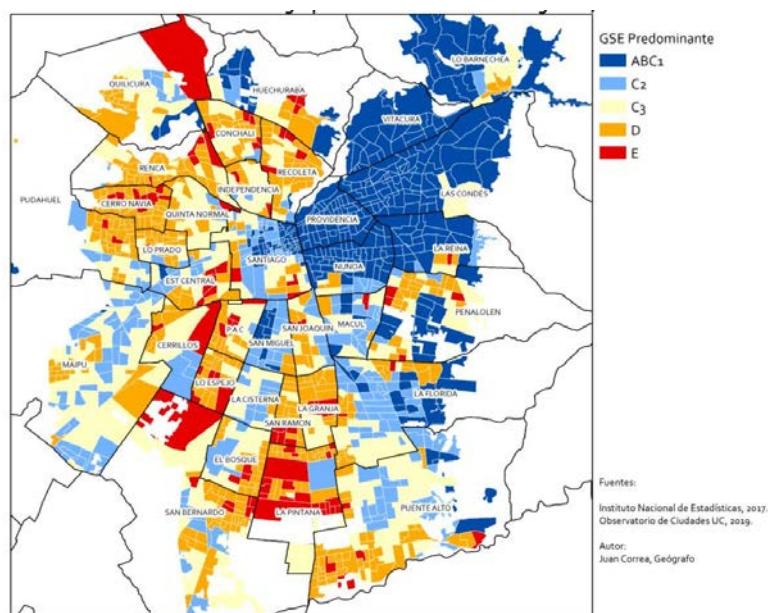 GSE Predominante
ABC1
C2
C3
D
E
LO BARNECHEA
QUILICURA
HUECHURABA
VITACURA
CONCHALI
RENCA
RECOLETA
INDEPENDENCIA
LAS CONDES
PUDAHUEL
CERRO NAVIA
QUINTA NORMAL
PROVIDENCIA
LO PRADO
SANTIAGO
LA REINA
ÑUÑOA
EST CENTRAL
PEÑALOLEN
P A C
SAN JOAQUIN
MACUL
CERRILLOS
SAN MIGUEL
MAIPU
LO ESPEJO
LA CISTERNA
LA GRANJA
LA FLORIDA
SAN RAMON
EL BOSQUE
SAN BERNARDO
LA PINTANA
PUENTE ALTO
Fuentes:
Instituto Nacional de Estadísticas, 2017.
Observatorio de Ciudades UC, 2019.
Autor:
Juan Correa, Geógrafo